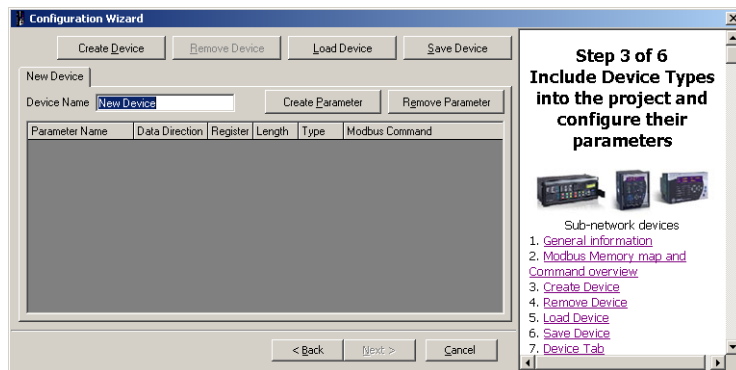 Configuration Wizard
Create Device Remove Device Load Device Save Device
New Device
Device Name New Device Create Parameter Remove Parameter
Parameter Name Data Direction Register Length Type Modbus Command
< Back Next > Cancel
Step 3 of 6
Include Device Types
into the project and
configure their
parameters
Sub-network devices
1. General information
2. Modbus Memory map and
Command overview
3. Create Device
4. Remove Device
5. Load Device
6. Save Device
7. Device Tab